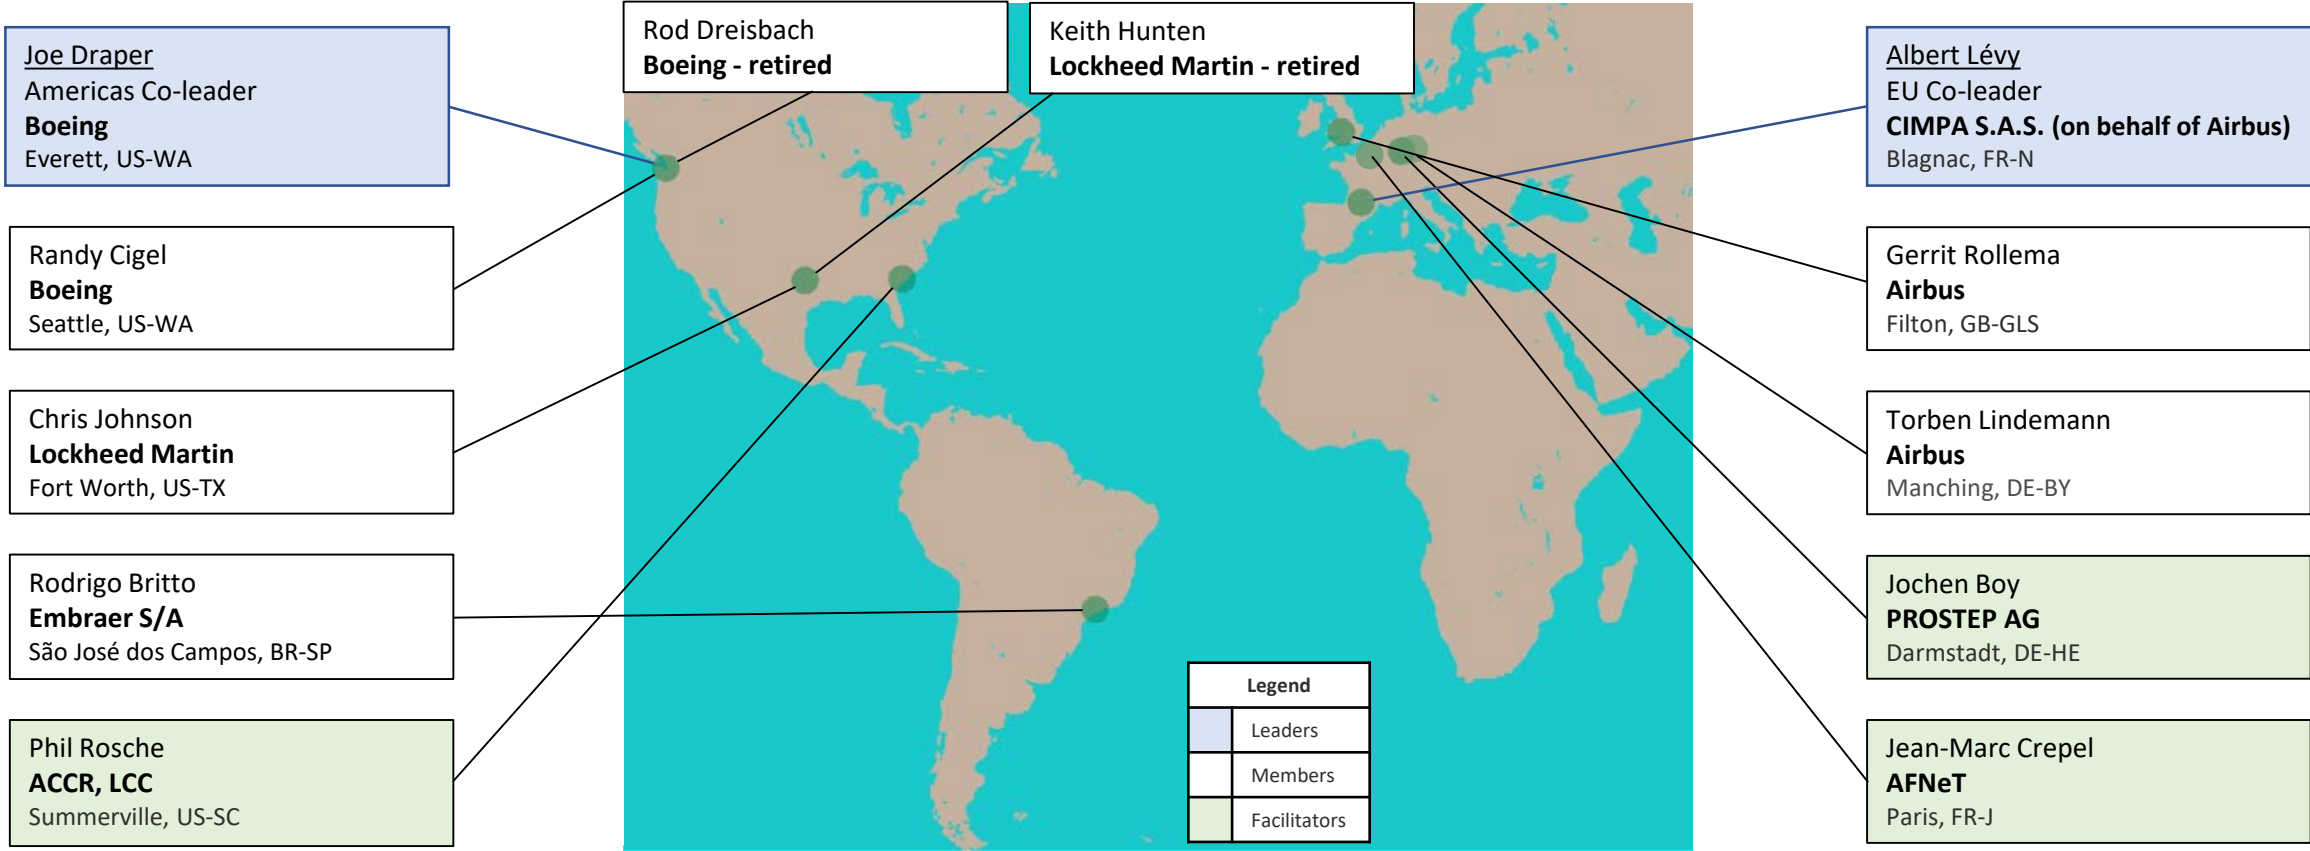 Joe Draper
Americas Co-leader
Boeing
Everett, US-WA
Rod Dreisbach
Boeing - retired
Keith Hunten
Lockheed Martin - retired
Albert Lévy
EU Co-leader
CIMPA S.A.S. (on behalf of Airbus)
Blagnac, FR-N
Randy Cigel
Boeing
Seattle, US-WA
Gerrit Rollema
Airbus
Filton, GB-GLS
Chris Johnson
Lockheed Martin
Fort Worth, US-TX
Torben Lindemann
Airbus
Manching, DE-BY
Rodrigo Britto
Embraer S/A
São José dos Campos, BR-SP
Jochen Boy
PROSTEP AG
Darmstadt, DE-HE
Phil Rosche
ACCR, LCC
Summerville, US-SC
Legend
Leaders
Members
Facilitators
Jean-Marc Crepel
AFNeT
Paris, FR-J